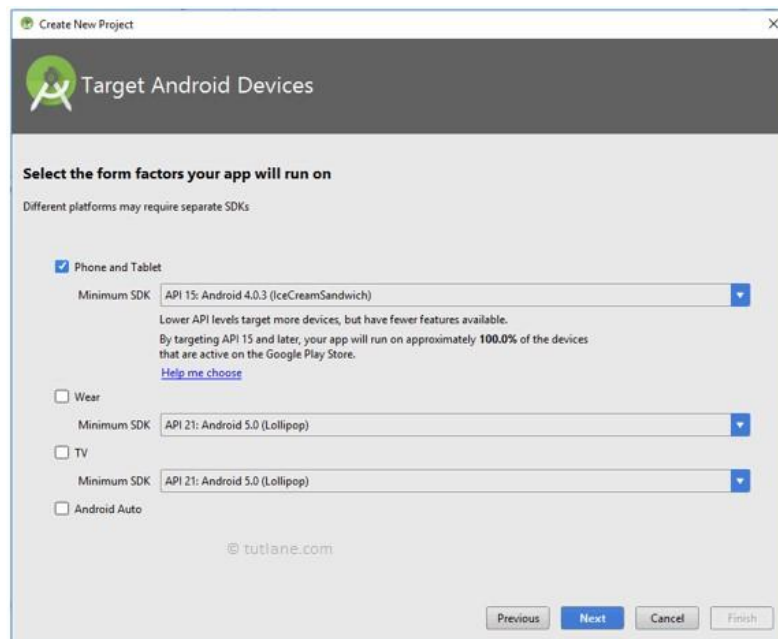 Create New Project
Target Android Devices
Select the form factors your app will run on
Different platforms may require separate SDKs
Phone and Tablet
Minimum SDK API 15: Android 4.0.3 (IceCreamSandwich)
Lower API levels target more devices, but have fewer features available.
By targeting API 15 and later, your app will run on approximately 100.0% of the devices
that are active on the Google Play Store.
Help me choose
Wear
Minimum SDK API 21: Android 5.0 (Lollipop)
TV
Minimum SDK API 21: Android 5.0 (Lollipop)
Android Auto
© tutlane.com
Previous Next Cancel Finish